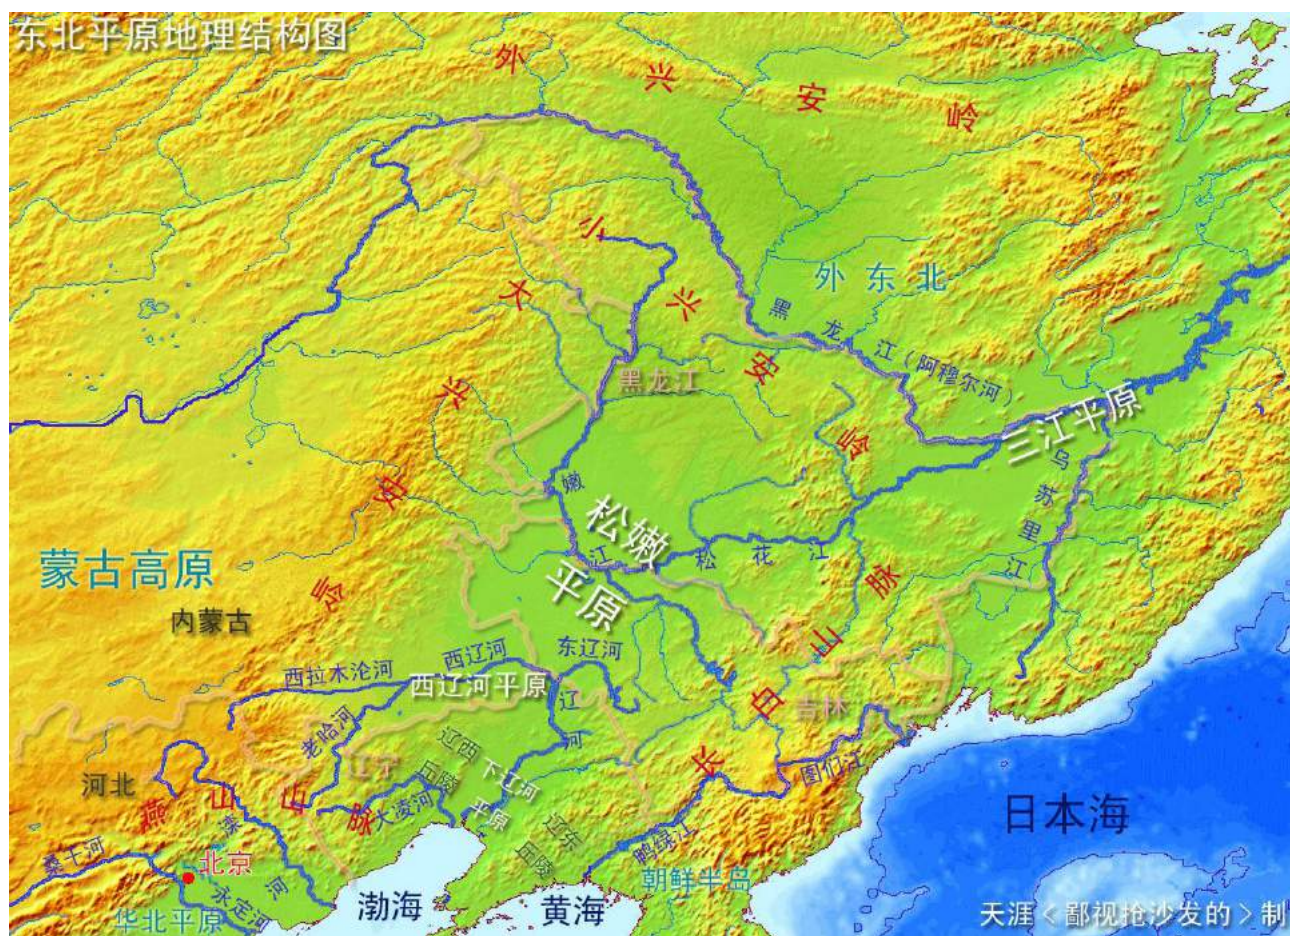 东北平原地理结构图
外兴安岭
小兴安岭
大兴安岭
外东北
黑龙江（阿穆尔河）
黑龙江
三江平原
乌苏里江
嫩江
松嫩
平原
松花江
蒙古高原
内蒙古
西拉木沦河
西辽河
东辽河
西辽河平原
辽河
老哈河
辽宁
辽西
丘陵
下辽河
平原
大凌河
辽东
丘陵
长白山脉
吉林
图们江
鸭绿江
朝鲜半岛
河北
燕山丘陵
滦河
桑干河
北京
永定河
华北平原
渤海
黄海
日本海
天涯<鄙视抢沙发的>制